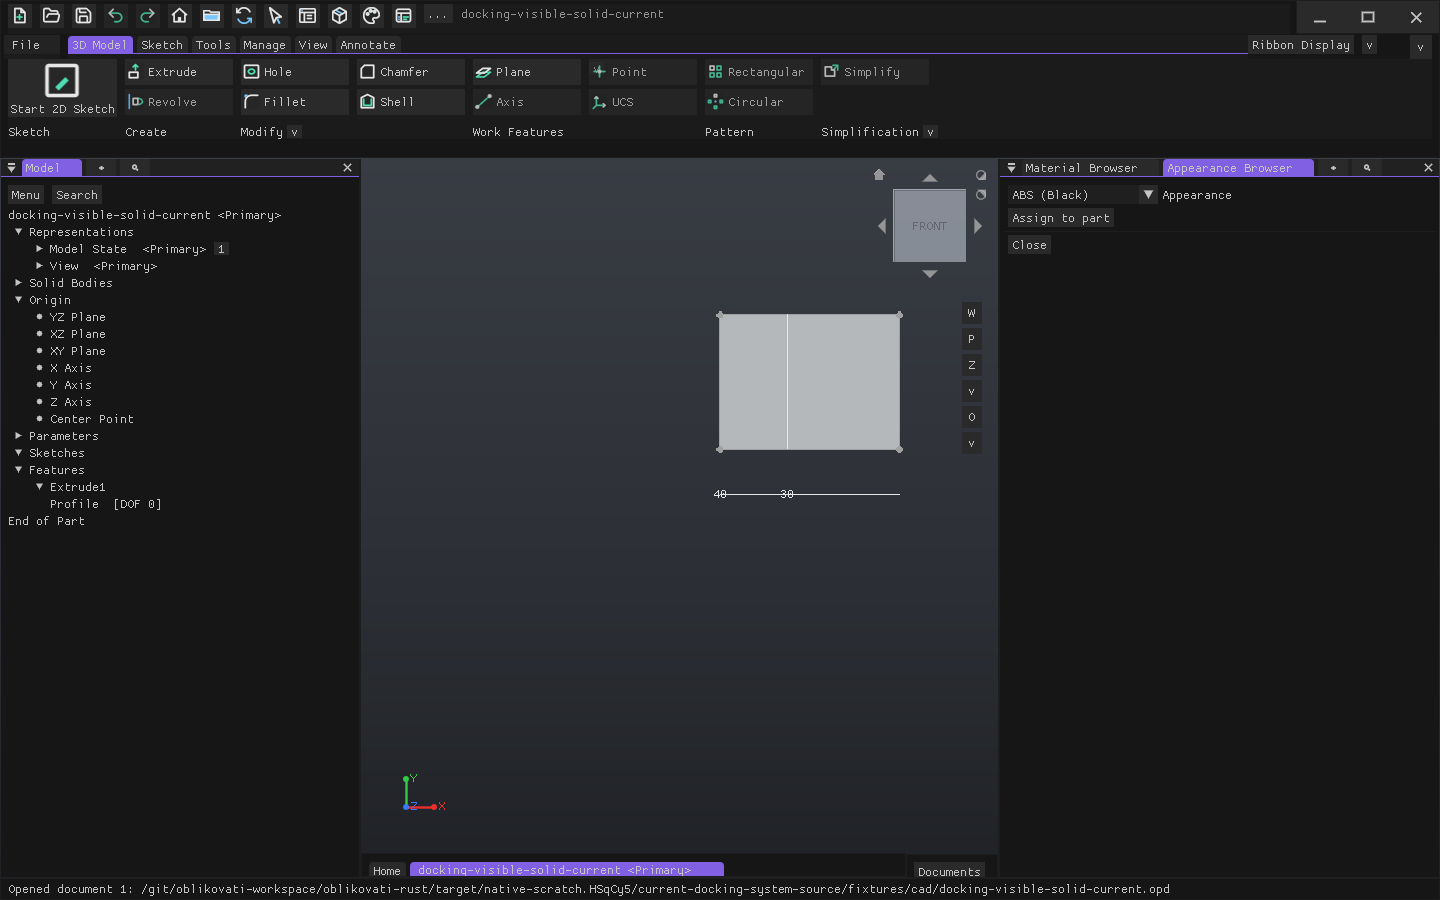 ... docking-visible-solid-current
File 3D Model Sketch Tools Manage View Annotate Ribbon Display v v
Extrude Hole Chamfer Plane Point Rectangular Simplify
Start 2D Sketch Revolve Fillet Shell Axis UCS Circular
Sketch Create Modify v Work Features Pattern Simplification v
Model
Menu Search
docking-visible-solid-current <Primary>
Representations
Model State <Primary> 1
View <Primary>
Solid Bodies
Origin
YZ Plane
XZ Plane
XY Plane
X Axis
Y Axis
Z Axis
Center Point
Parameters
Sketches
Features
Extrude1
Profile [DOF 0]
End of Part
FRONT
W
P
Z
v
O
v
40 30
Y
Z X
Material Browser Appearance Browser
ABS (Black) Appearance
Assign to part
Close
Home docking-visible-solid-current <Primary> Documents
Opened document 1: /git/oblikovati-workspace/oblikovati-rust/target/native-scratch.HSqCy5/current-docking-system-source/fixtures/cad/docking-visible-solid-current.opd